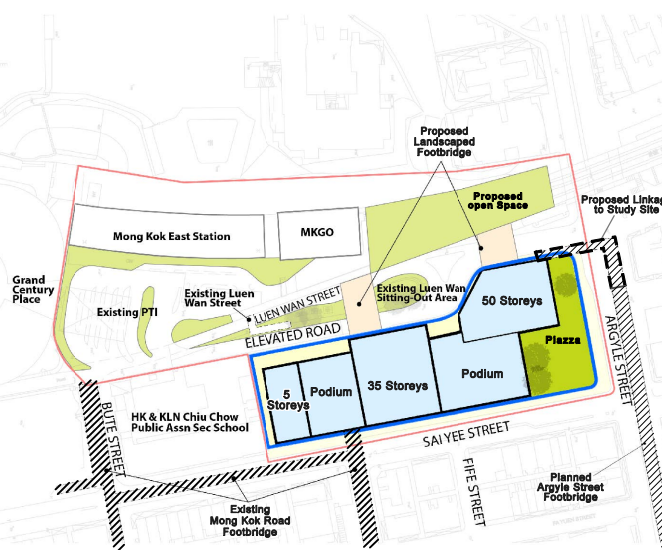 Proposed
Landscaped
Footbridge
Proposed
open Space
Proposed Linkag
to Study Site
Mong Kok East Station
MKGO
Grand
Century
Place
Existing PTI
Existing Luen
Wan Street
LUEN WAN STREET
Existing Luen Wan
Sitting-Out Area
ELEVATED ROAD
50 Storeys
Piazza
ARGYLE STREET
5
Storeys
Podium
35 Storeys
Podium
HK & KLN Chiu Chow
Public Assn Sec School
BUTE STREET
SAI YEE STREET
FIFE STREET
Existing
Mong Kok Road
Footbridge
Planned
Argyle Street
Footbridge